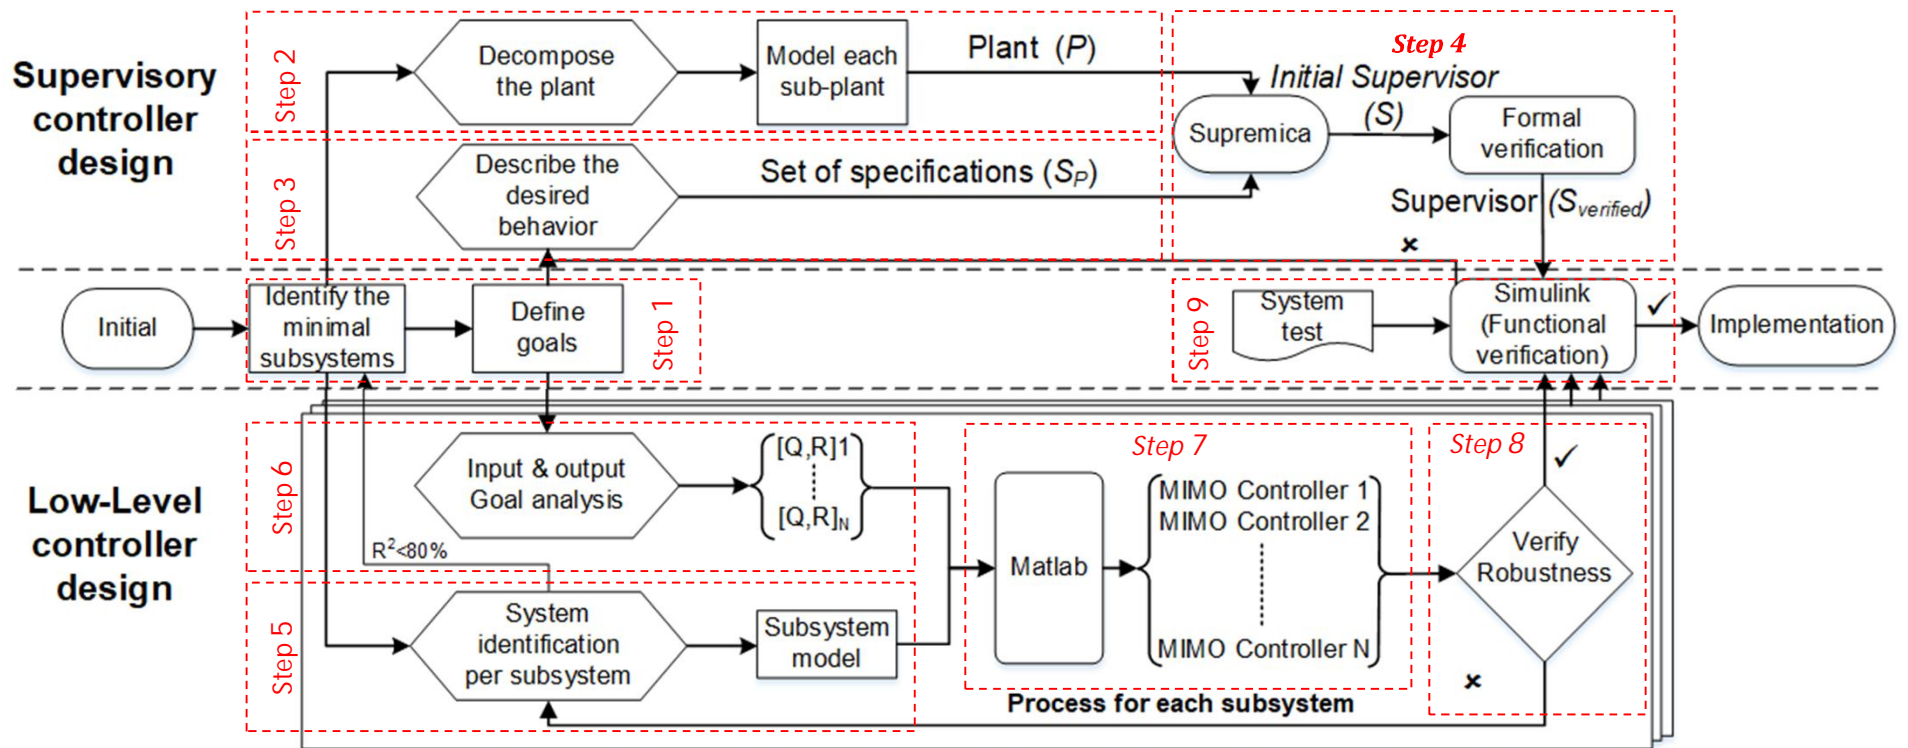 Supervisory
controller
design
Step 2
Decompose
the plant
Model each
sub-plant
Plant (P)
Step 3
Describe the
desired
behavior
Set of specifications (S_P)
Step 4
Initial Supervisor
(S)
Supremica
Formal
verification
Supervisor (S_verified)
✗
Initial
Identify the
minimal
subsystems
Define
goals
Step 1
Step 9
System
test
Simulink
(Functional
verification)
✓
Implementation
Low-Level
controller
design
Step 6
Input & output
Goal analysis
[Q,R]1
[Q,R]_N
R²<80%
Step 5
System
identification
per subsystem
Subsystem
model
Step 7
Matlab
MIMO Controller 1
MIMO Controller 2
MIMO Controller N
Step 8
✓
Verify
Robustness
✗
Process for each subsystem